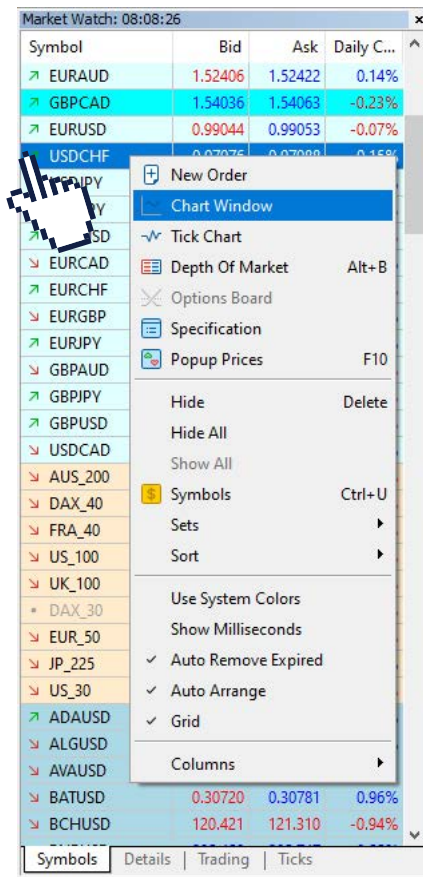 Market Watch: 08:08:26
Symbol Bid Ask Daily C...
EURAUD 1.52406 1.52422 0.14%
GBPCAD 1.54036 1.54063 -0.23%
EURUSD 0.99044 0.99053 -0.07%
USDCHF
New Order
Chart Window
Tick Chart
EURCAD
Depth Of Market Alt+B
EURCHF
Options Board
EURGBP
Specification
EURJPY
Popup Prices F10
GBPAUD
GBPJPY
Hide Delete
GBPUSD
Hide All
USDCAD
Show All
AUS_200
Symbols Ctrl+U
DAX_40
Sets
FRA_40
Sort
US_100
UK_100
Use System Colors
DAX_30
Show Milliseconds
EUR_50
Auto Remove Expired
JP_225
Auto Arrange
US_30
Grid
ADAUSD
ALGUSD
Columns
AVAUSD
BATUSD 0.30720 0.30781 0.96%
BCHUSD 120.421 121.310 -0.94%
Symbols | Details | Trading | Ticks